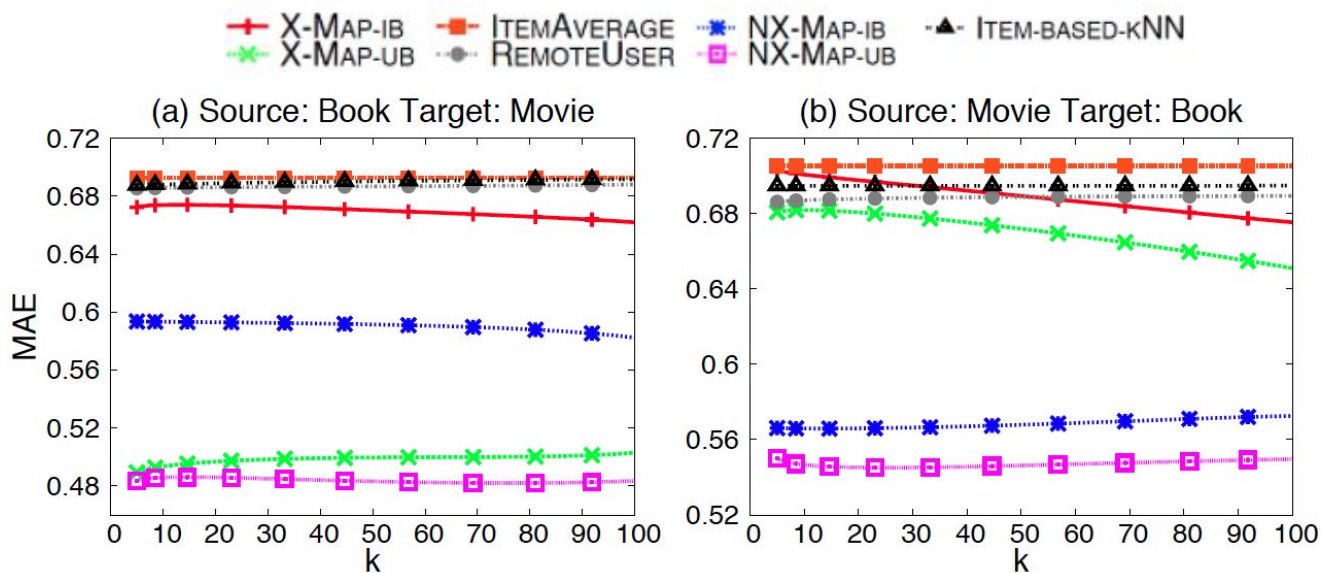 X-MAP-IB ITEMAVERAGE NX-MAP-IB ITEM-BASED-KNN
X-MAP-UB REMOTEUSER NX-MAP-UB
(a) Source: Book Target: Movie
0.72
0.68
0.64
0.6
0.56
0.52
0.48
MAE
0 10 20 30 40 50 60 70 80 90 100
k
(b) Source: Movie Target: Book
0.72
0.68
0.64
0.6
0.56
0.52
0 10 20 30 40 50 60 70 80 90 100
k